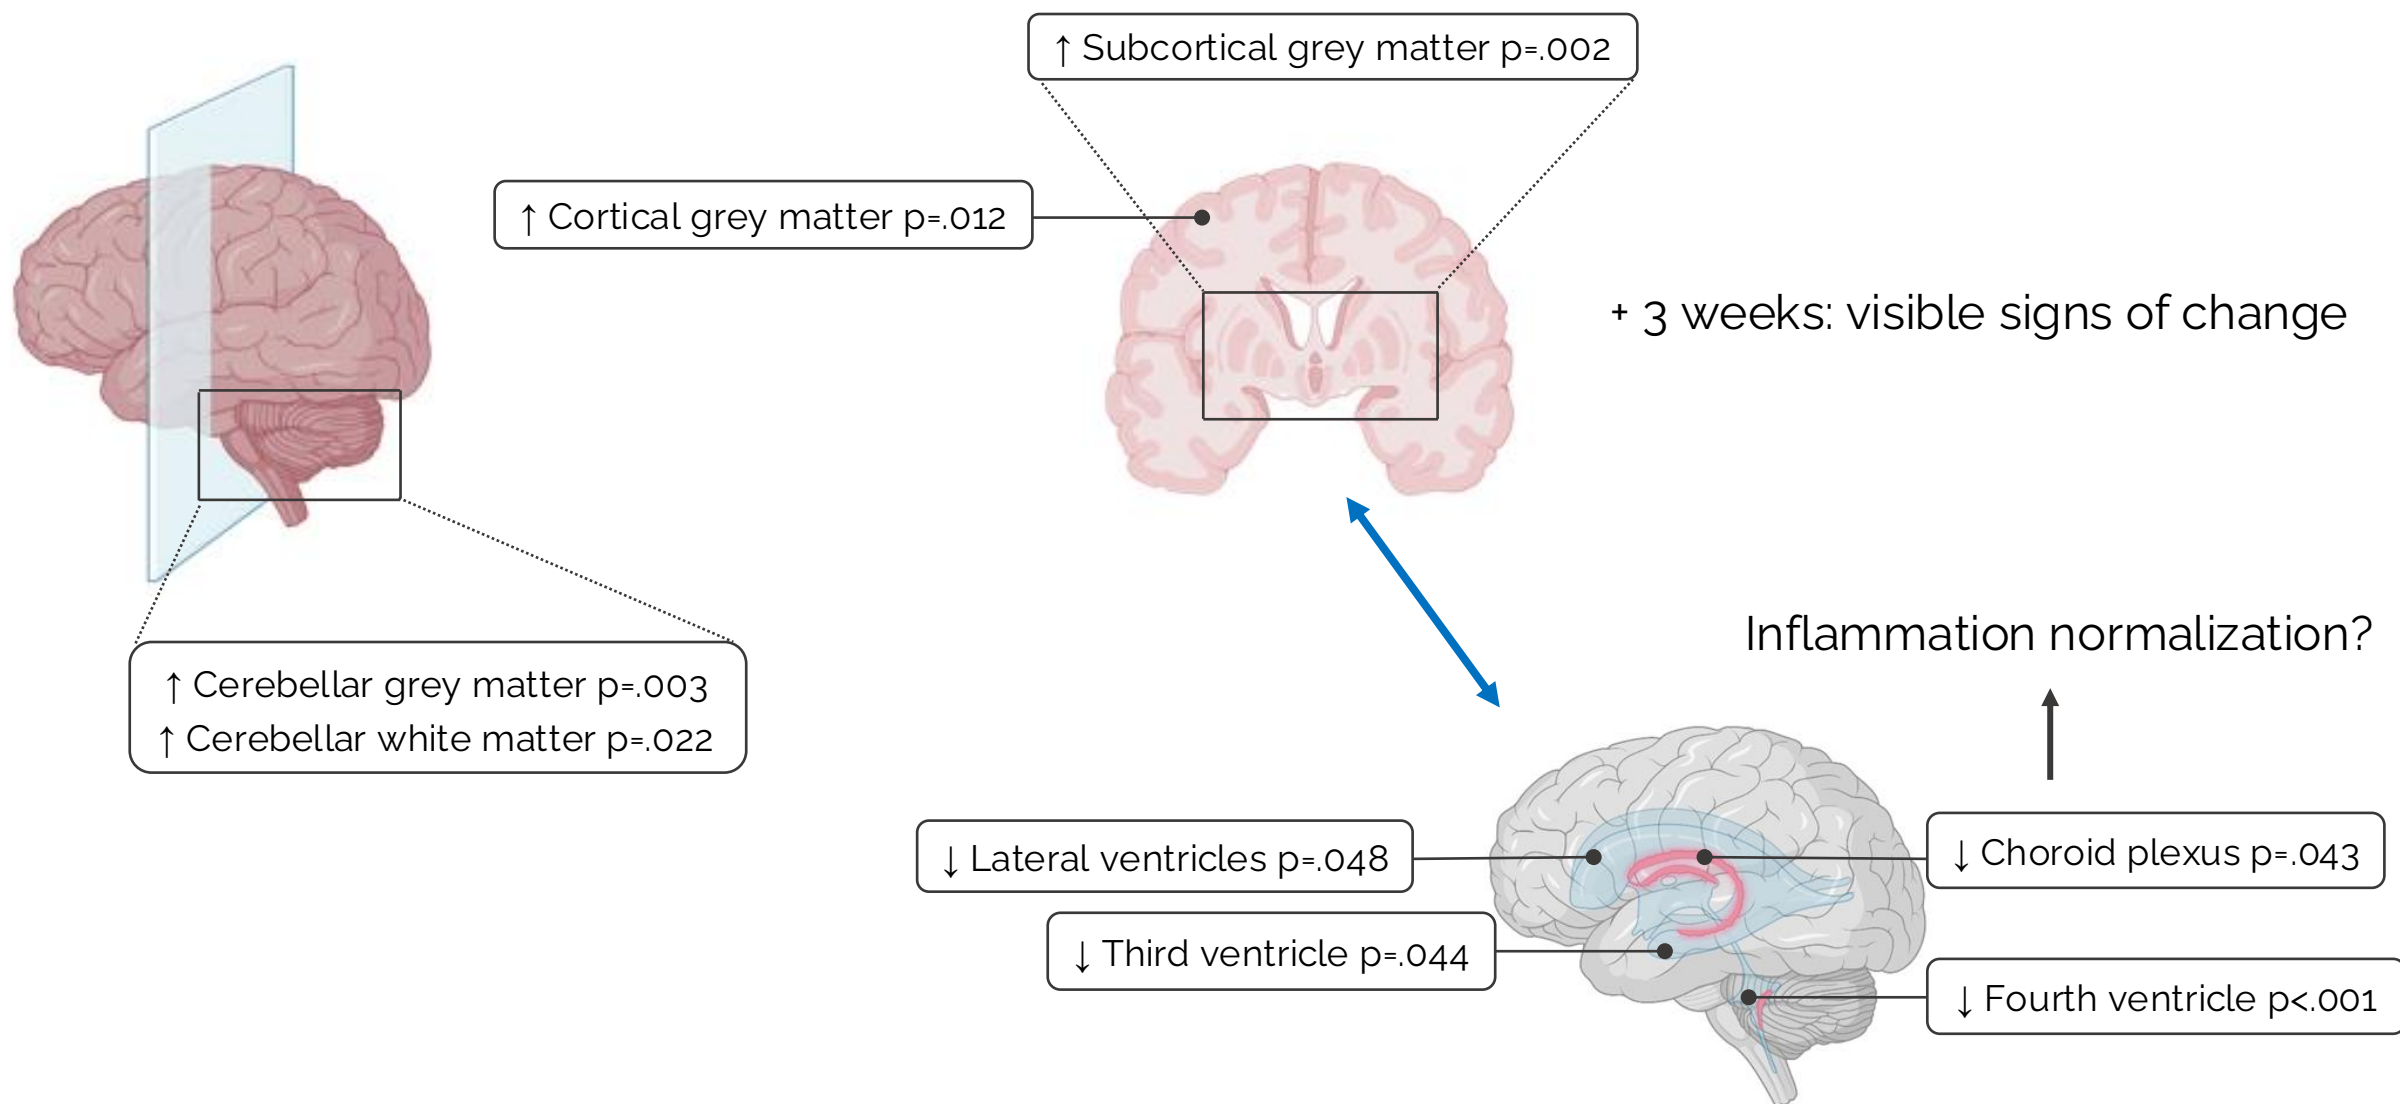 ↑ Subcortical grey matter p=.002
↑ Cortical grey matter p=.012
+ 3 weeks: visible signs of change
↑ Cerebellar grey matter p=.003
↑ Cerebellar white matter p=.022
Inflammation normalization?
↓ Lateral ventricles p=.048
↓ Choroid plexus p=.043
↓ Third ventricle p=.044
↓ Fourth ventricle p<.001